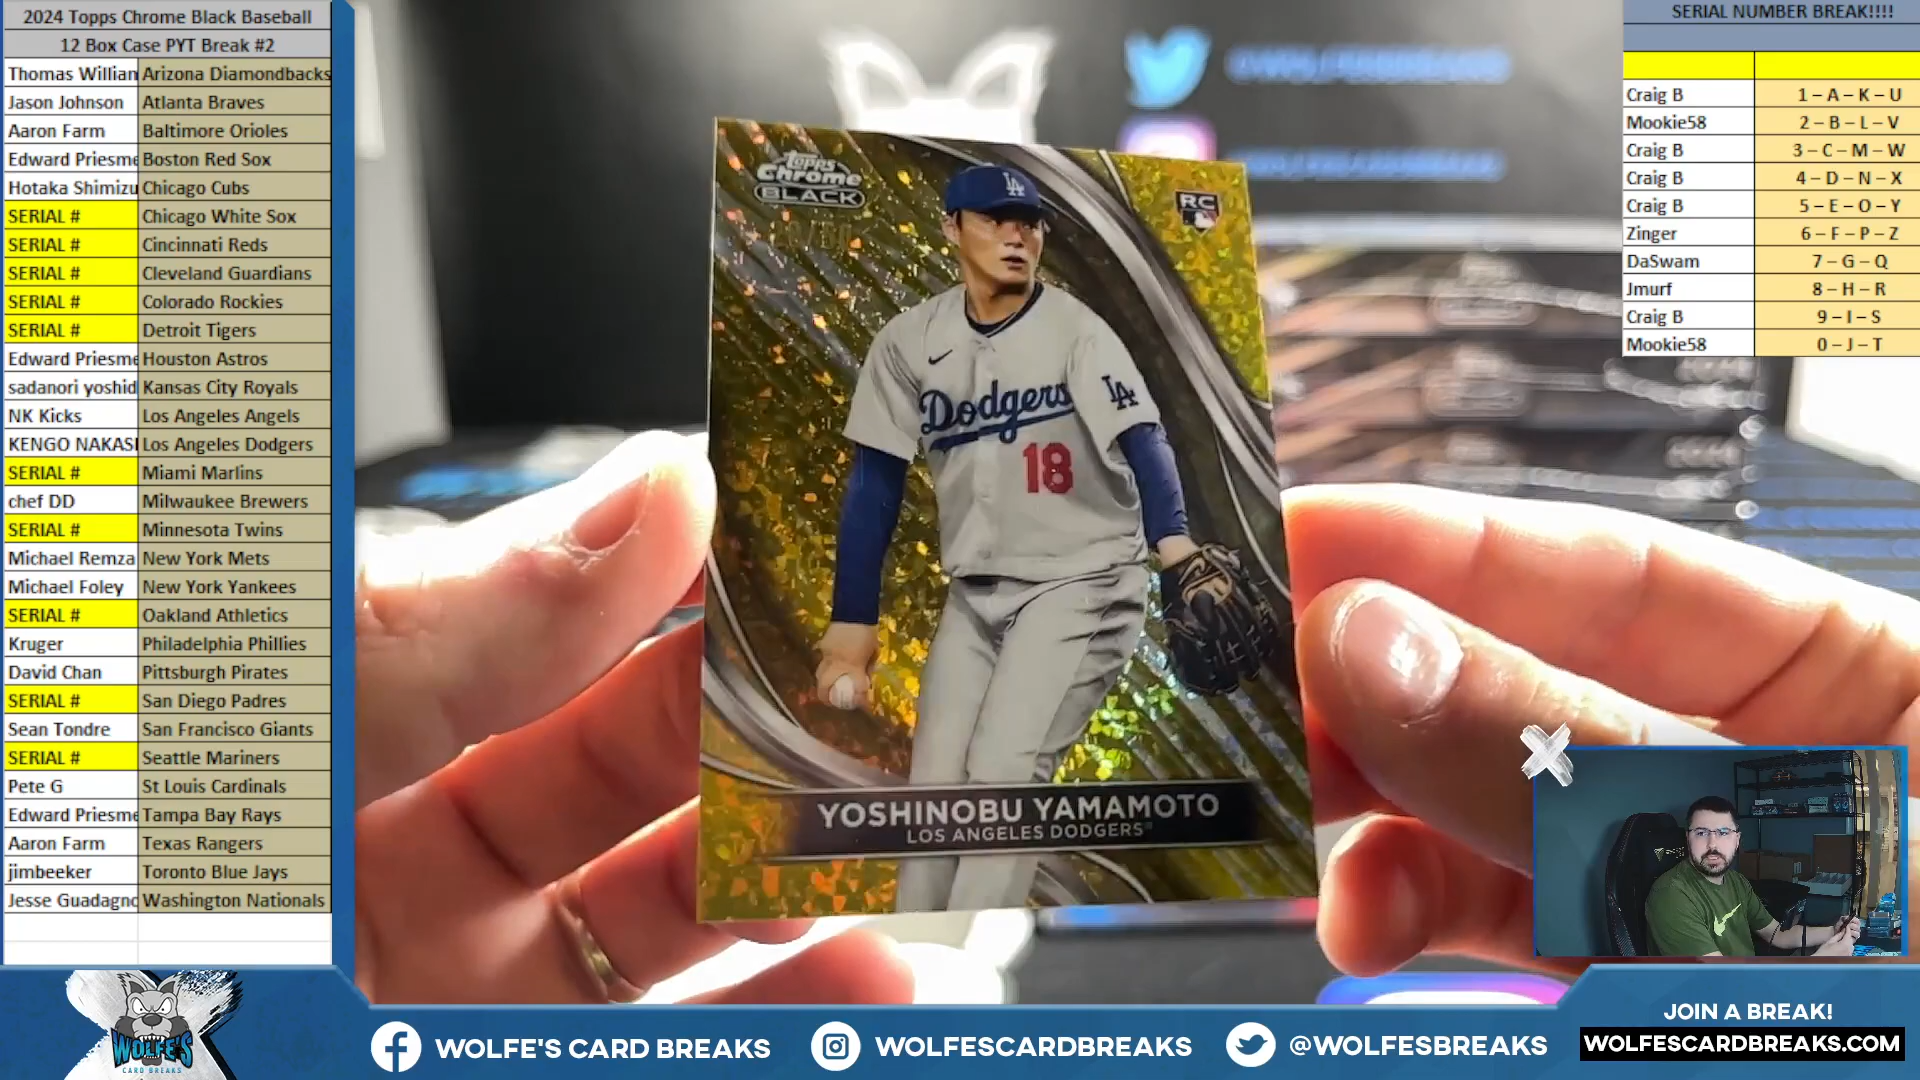 2024 Topps Chrome Black Baseball
12 Box Case PYT Break #2
Thomas Willian Arizona Diamondbacks
Jason Johnson Atlanta Braves
Aaron Farm Baltimore Orioles
Edward Priesme Boston Red Sox
Hotaka Shimizu Chicago Cubs
SERIAL # Chicago White Sox
SERIAL # Cincinnati Reds
SERIAL # Cleveland Guardians
SERIAL # Colorado Rockies
SERIAL # Detroit Tigers
Edward Priesme Houston Astros
sadanori yoshid Kansas City Royals
NK Kicks Los Angeles Angels
KENGO NAKASI Los Angeles Dodgers
SERIAL # Miami Marlins
chef DD Milwaukee Brewers
SERIAL # Minnesota Twins
Michael Remza New York Mets
Michael Foley New York Yankees
SERIAL # Oakland Athletics
Kruger Philadelphia Phillies
David Chan Pittsburgh Pirates
SERIAL # San Diego Padres
Sean Tondre San Francisco Giants
SERIAL # Seattle Mariners
Pete G St Louis Cardinals
Edward Priesme Tampa Bay Rays
Aaron Farm Texas Rangers
jimbeeker Toronto Blue Jays
Jesse Guadagno Washington Nationals
Topps
Chrome
BLACK
RC
LA
Dodgers
LA
18
YOSHINOBU YAMAMOTO
LOS ANGELES DODGERS
SERIAL NUMBER BREAK!!!!
Craig B 1 – A – K – U
Mookie58 2 – B – L – V
Craig B 3 – C – M – W
Craig B 4 – D – N – X
Craig B 5 – E – O – Y
Zinger 6 – F – P – Z
DaSwam 7 – G – Q
Jmurf 8 – H – R
Craig B 9 – I – S
Mookie58 0 – J – T
WOLFE'S
CARD BREAKS
WOLFE'S CARD BREAKS
WOLFESCARDBREAKS
@WOLFESBREAKS
JOIN A BREAK!
WOLFESCARDBREAKS.COM